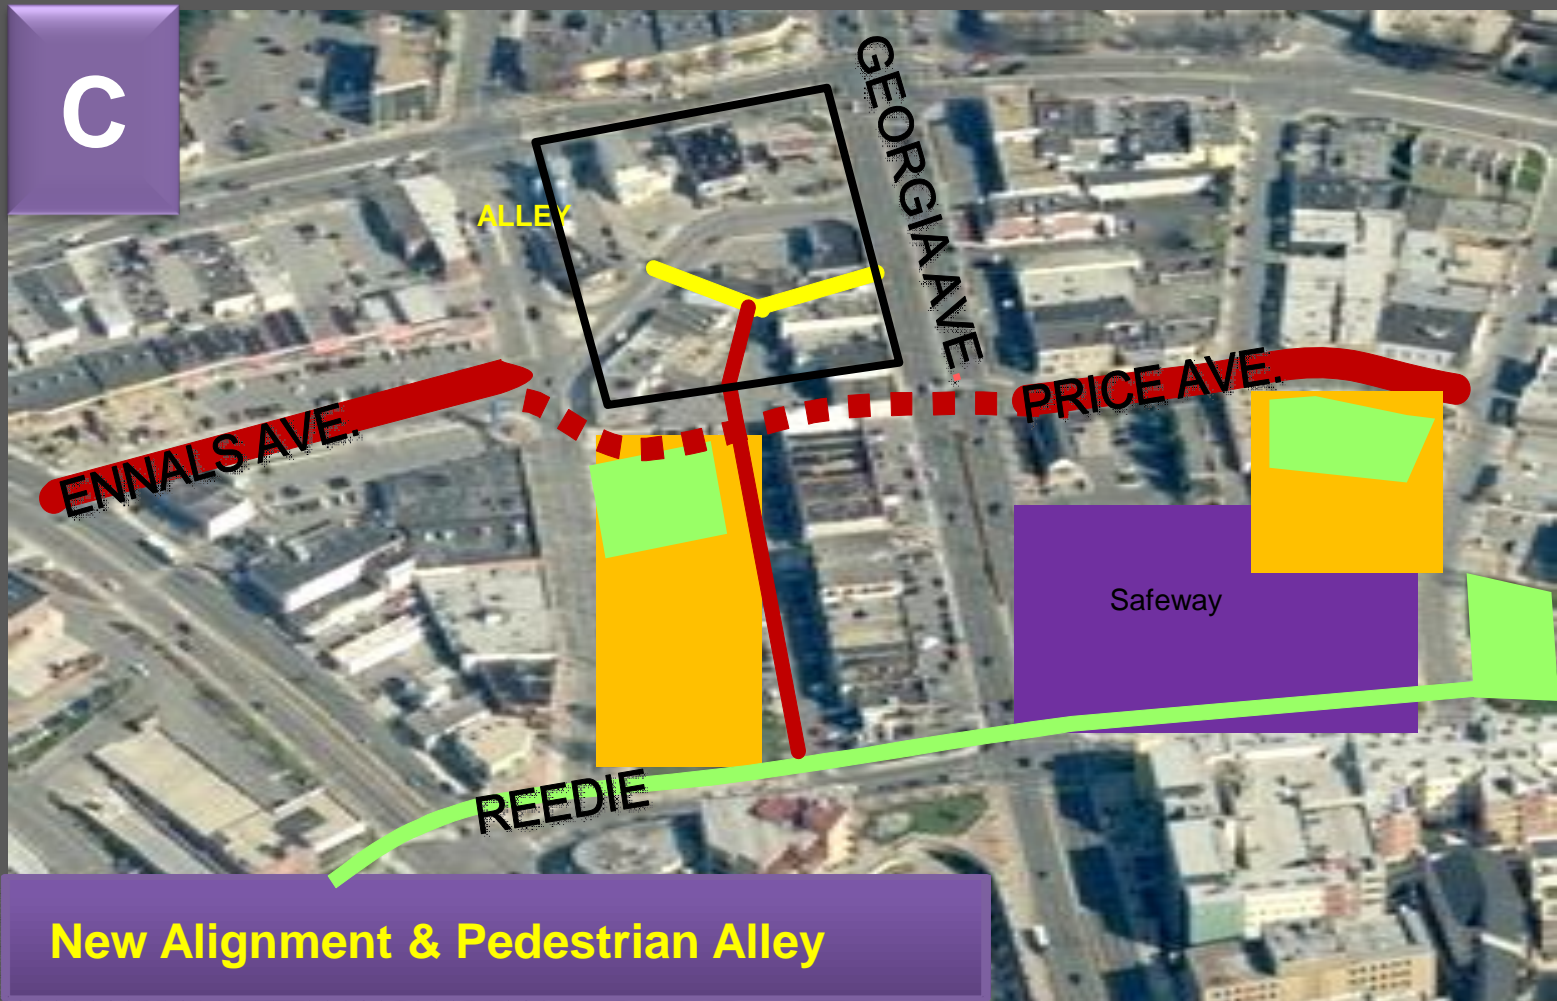 C
GEORGIA AVE.
ALLEY
PRICE AVE.
ENNALS AVE.
Safeway
REEDIE
New Alignment & Pedestrian Alley